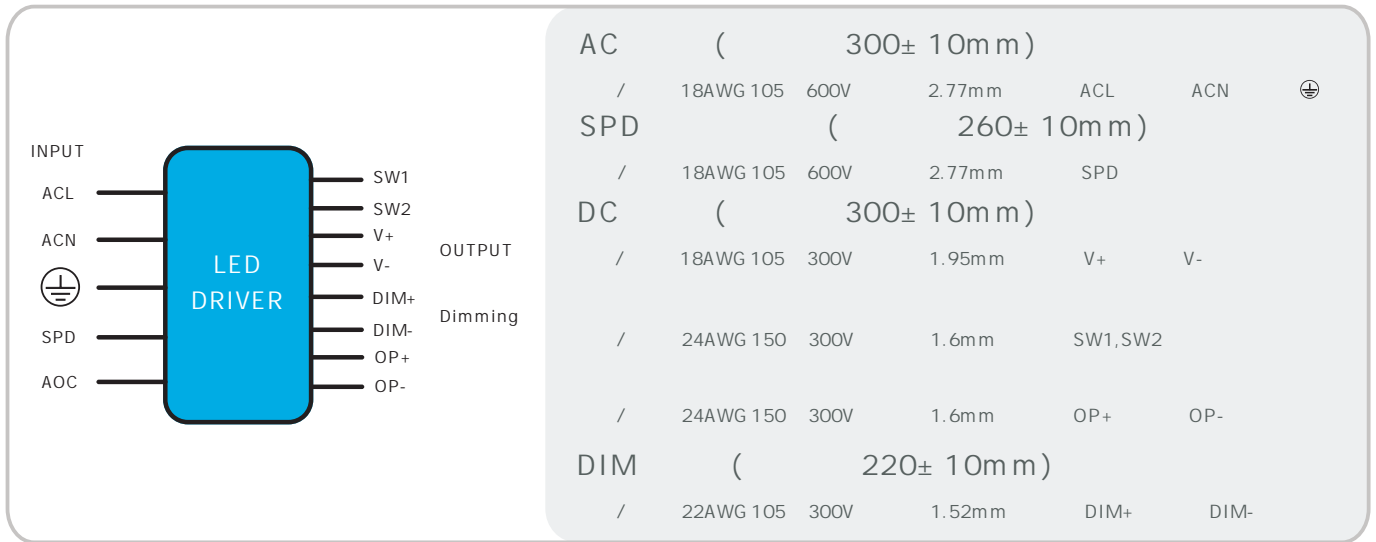 INPUT
ACL
ACN
SPD
AOC
LED
DRIVER
SW1
SW2
V+
V-
DIM+
DIM-
OP+
OP-
OUTPUT
Dimming
AC ( 300± 10mm)
/ 18AWG 105 600V 2.77mm ACL ACN
SPD ( 260± 10mm)
/ 18AWG 105 600V 2.77mm SPD
DC ( 300± 10mm)
/ 18AWG 105 300V 1.95mm V+ V-
/ 24AWG 150 300V 1.6mm SW1,SW2
/ 24AWG 150 300V 1.6mm OP+ OP-
DIM ( 220± 10mm)
/ 22AWG 105 300V 1.52mm DIM+ DIM-